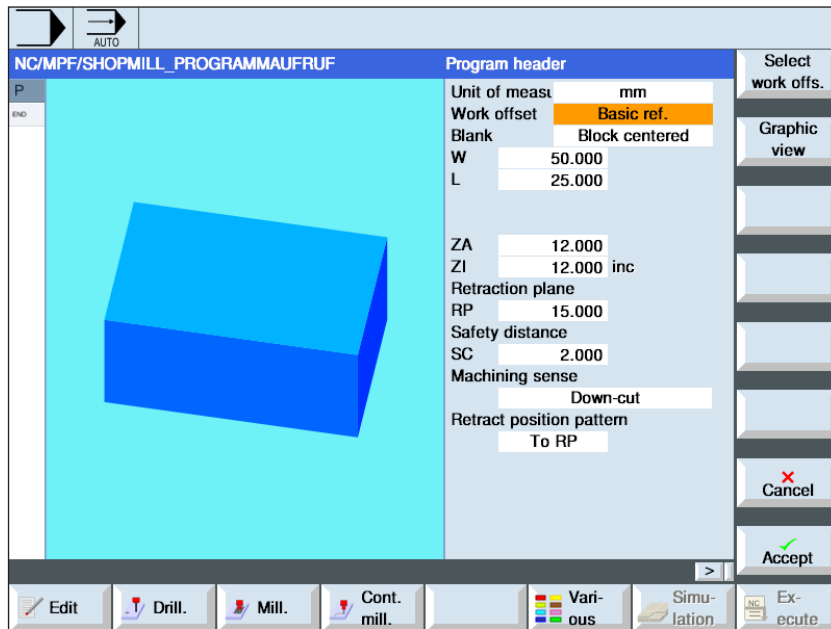 AUTO
NC/MPF/SHOPMILL_PROGRAMMAUFRUF
Program header
Select
work offs.
P
END
Unit of measu mm
Work offset Basic ref.
Blank Block centered
W 50.000
L 25.000
ZA 12.000
ZI 12.000 inc
Retraction plane
RP 15.000
Safety distance
SC 2.000
Machining sense
Down-cut
Retract position pattern
To RP
Graphic
view
Cancel
Accept
>
Edit
Drill.
Mill.
Cont.
mill.
Vari-
ous
Simu-
lation
NC
Ex-
ecute